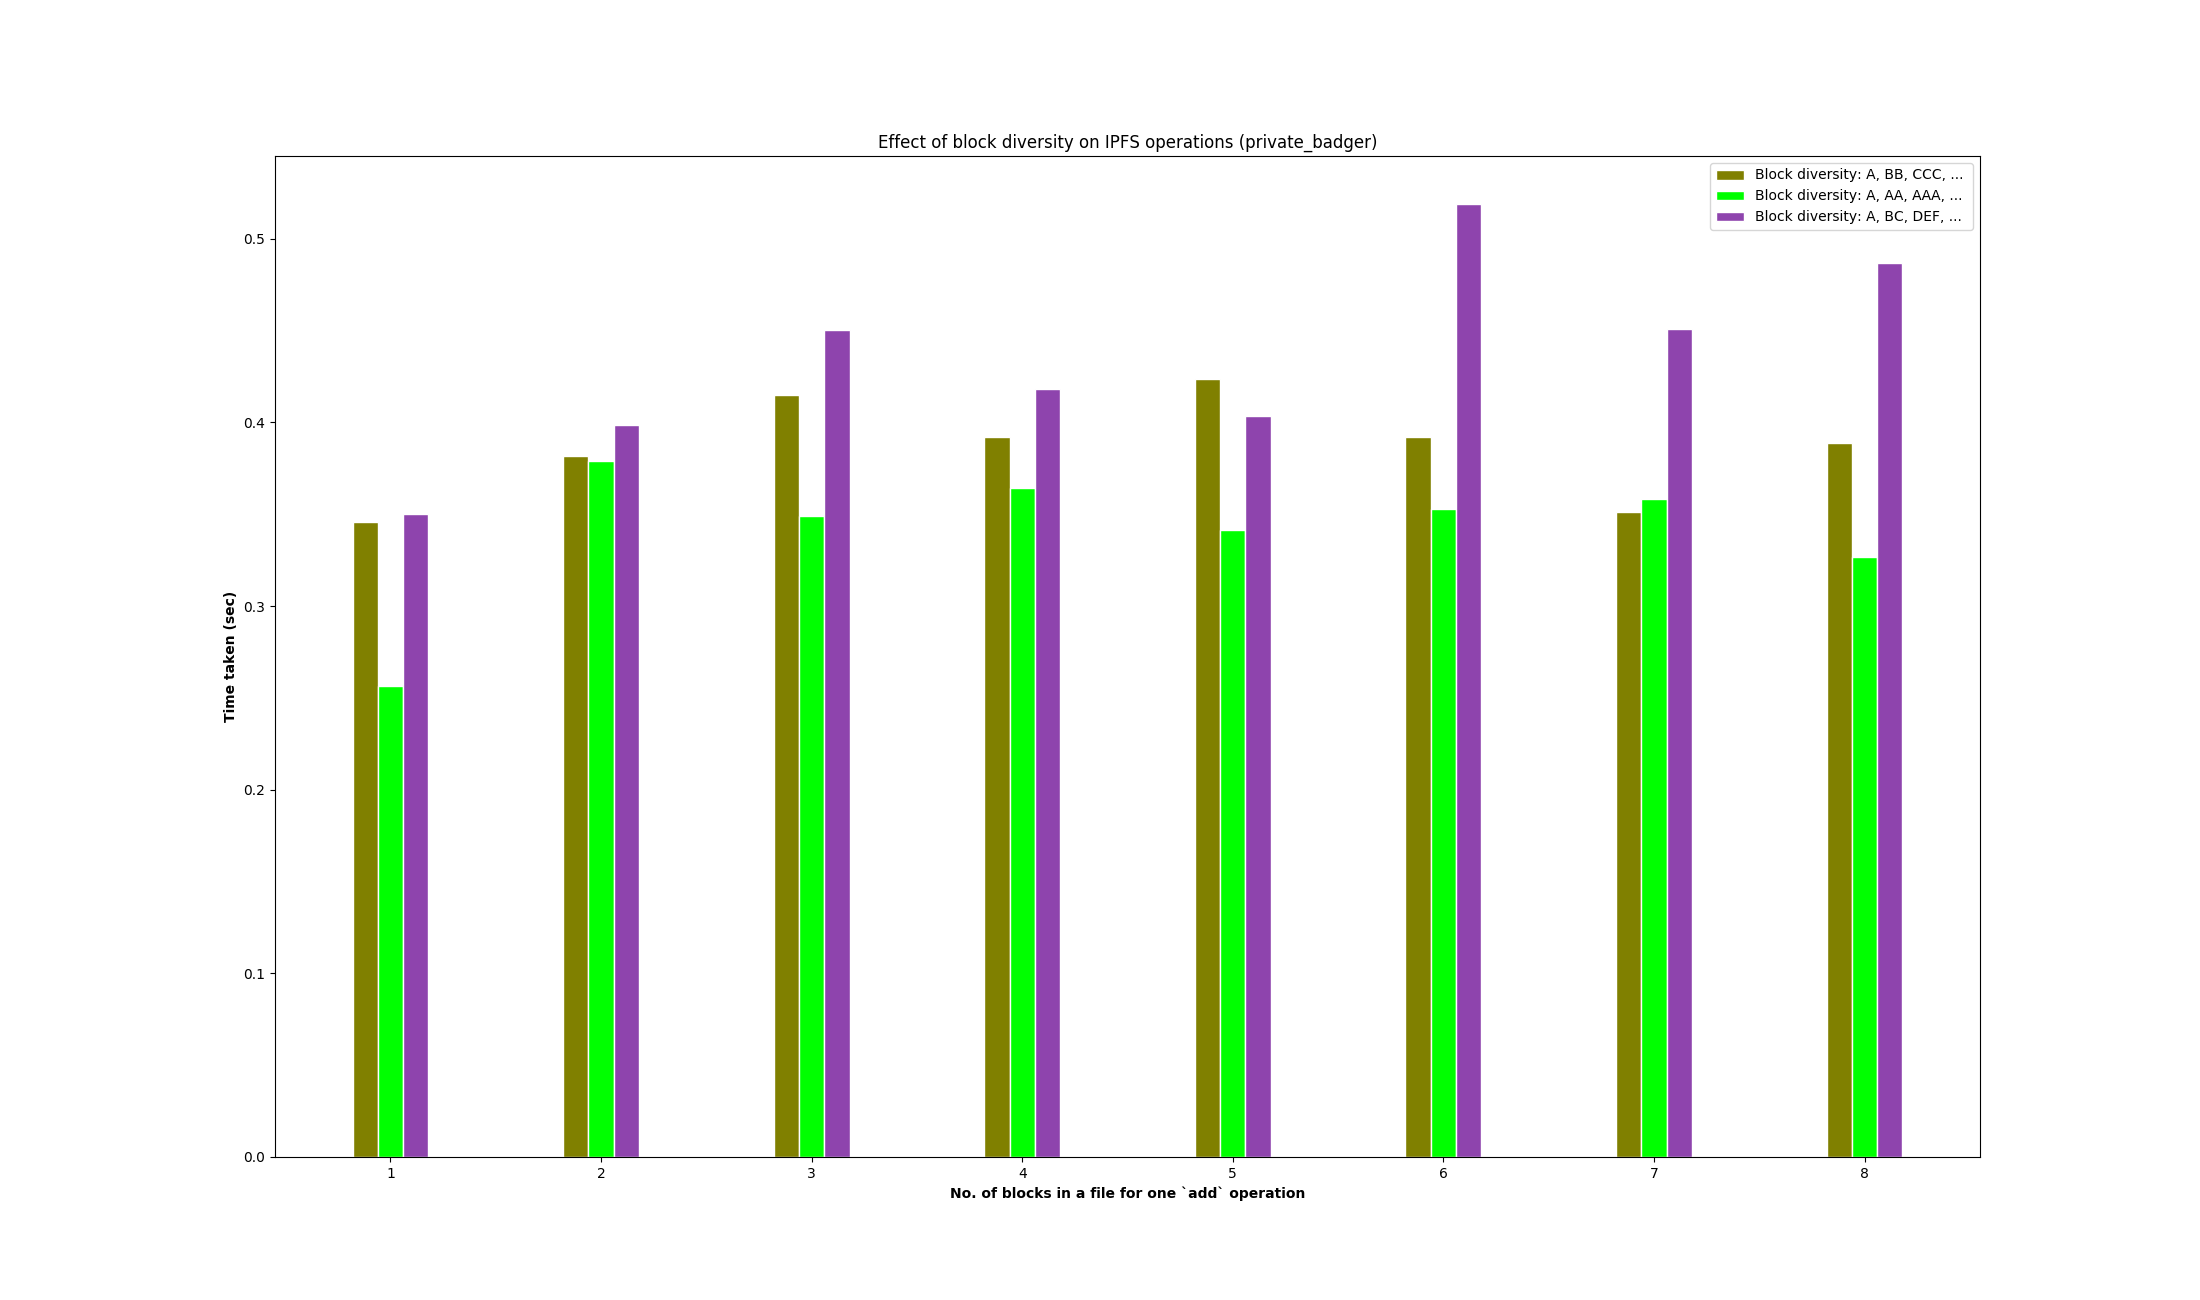 Effect of block diversity on IPFS operations (private_badger)
Block diversity: A, BB, CCC, ...
Block diversity: A, AA, AAA, ...
Block diversity: A, BC, DEF, ...
Time taken (sec)
0.5
0.4
0.3
0.2
0.1
0.0
1 2 3 4 5 6 7 8
No. of blocks in a file for one `add` operation